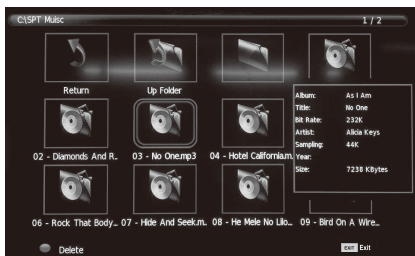 C:\SPT Muisc
1 / 2
Return
Up Folder
Album: As I Am
Title: No One
Bit Rate: 232K
Artist: Alicia Keys
Sampling: 44K
Year:
Size: 7238 KBytes
02 - Diamonds And R..
03 - No One.mp3
04 - Hotel California.m.
06 - Rock That Body...
07 - Hide And Seek.m..
08 - He Mele No Lilo...
09 - Bird On A Wire...
Delete
EXIT Exit